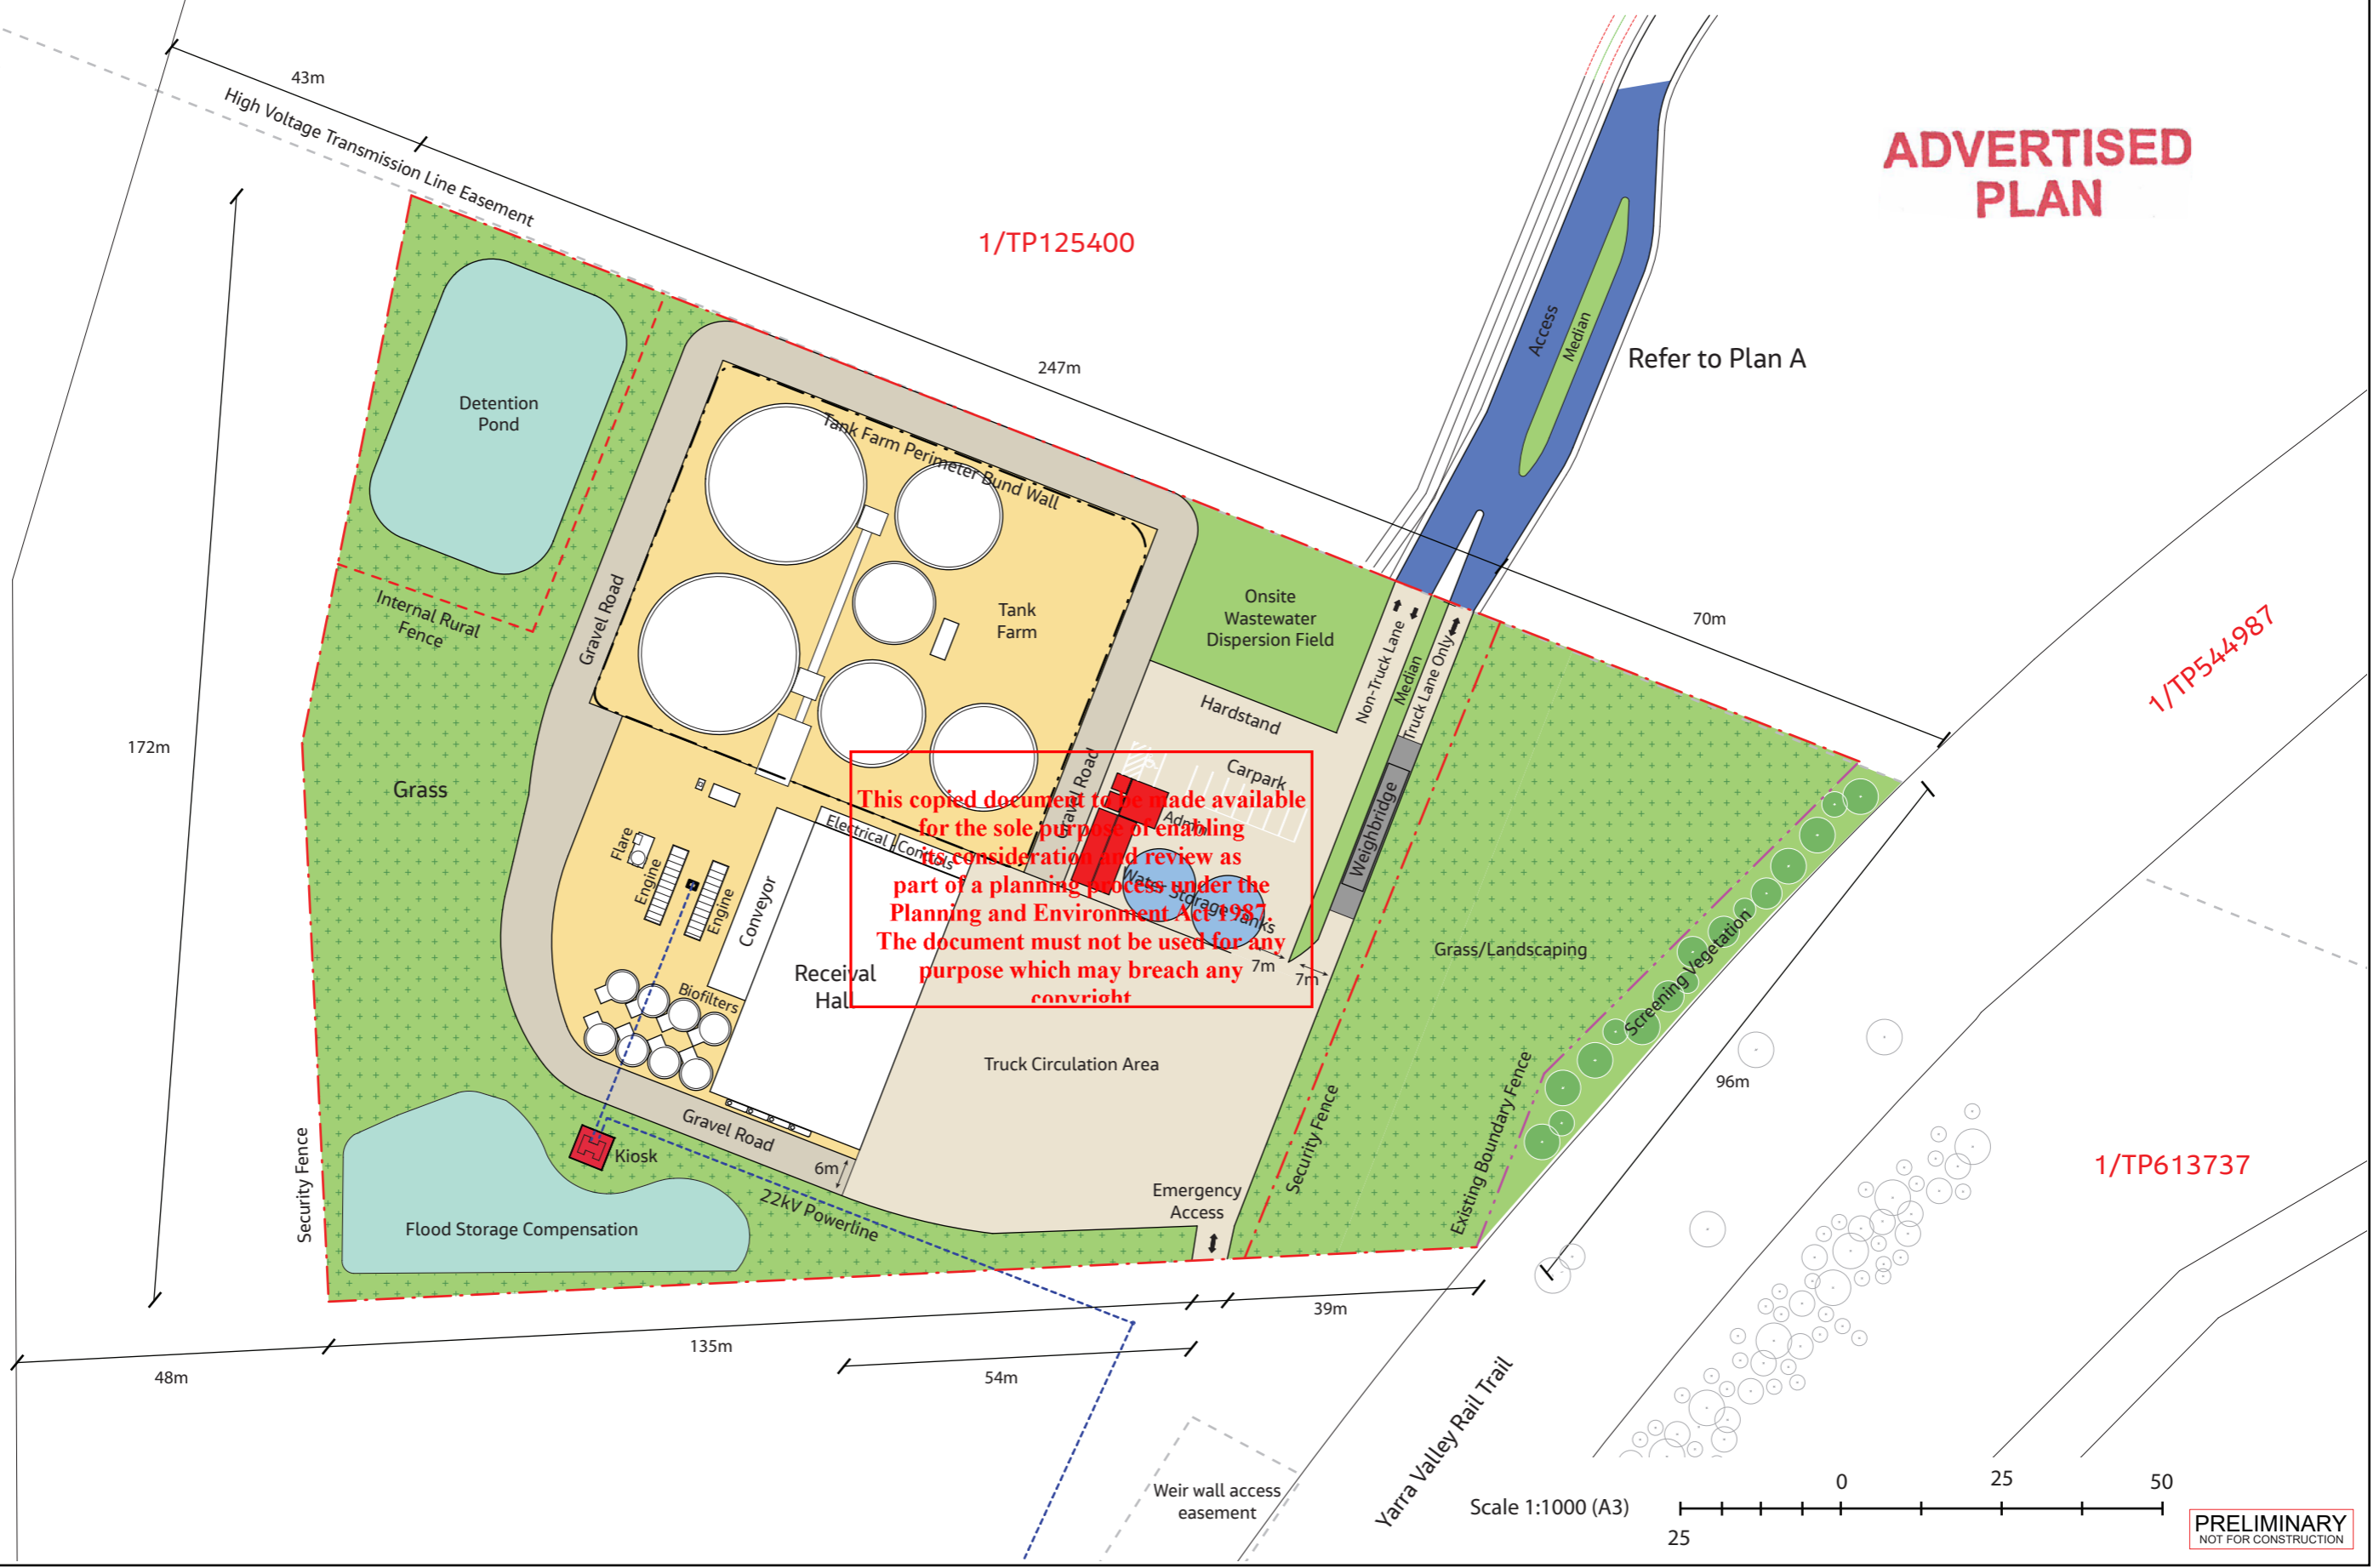 43m
High Voltage Transmission Line Easement
ADVERTISED
PLAN
1/TP125400
247m
Access
Median
Refer to Plan A
Detention
Pond
Tank Farm Perimeter Bund Wall
Internal Rural
Fence
Gravel Road
Tank
Farm
Onsite
Wastewater
Dispersion Field
Non-Truck Lane
Median
Truck Lane Only
70m
1/TP544987
Hardstand
172m
Grass
Gravel Road
Carpark
Admin
Weighbridge
Electrical
Controls
Water Storage Tanks
This copied document to be made available
for the sole purpose of enabling
its consideration and review as
part of a planning process under the
Planning and Environment Act 1987.
The document must not be used for any
purpose which may breach any
copyright
Flare
Engine
Engine
Conveyor
Receival
Hall
Biofilters
7m
7m
Grass/Landscaping
Screening Vegetation
Truck Circulation Area
96m
Security Fence
Kiosk
Gravel Road
6m
22kV Powerline
Flood Storage Compensation
Emergency
Access
Security Fence
Existing Boundary Fence
1/TP613737
39m
135m
48m
54m
Yarra Valley Rail Trail
Weir wall access
easement
Scale 1:1000 (A3)
0
25
50
25
PRELIMINARY
NOT FOR CONSTRUCTION